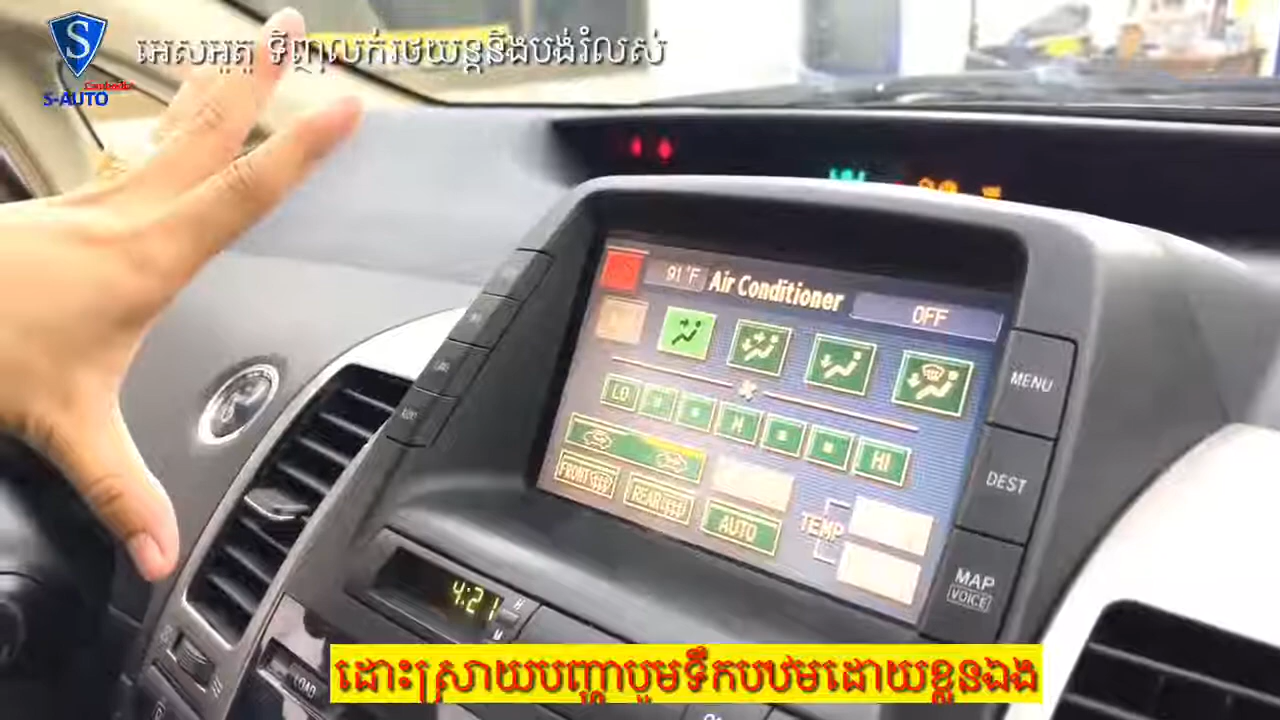 S
អេសអូតូ ទិញលក់រថយន្តនឹងបង់រំលស់
Cambodia
S-AUTO
91°F Air Conditioner OFF
LO M HI
FRONT REAR AUTO TEMP
MENU
DEST
MAP
VOICE
4:21 H
M
LOAD
ដោះស្រាយបញ្ហាបូមទឹកបឋមដោយខ្លួនឯង